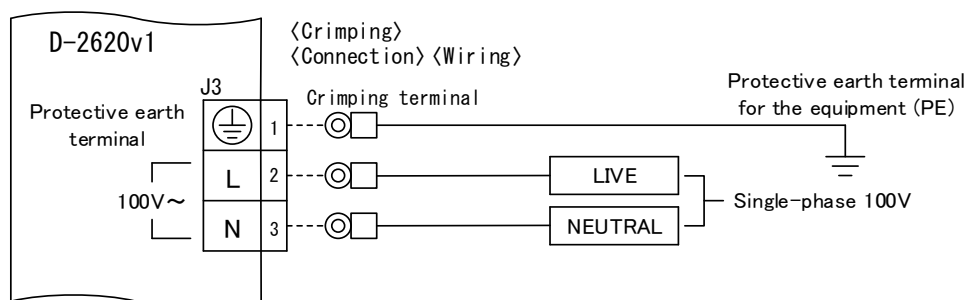 D-2620v1
〈Crimping〉
〈Connection〉〈Wiring〉
J3
Crimping terminal
Protective earth terminal
for the equipment (PE)
Protective earth
terminal
1
L
2
LIVE
100V～
Single-phase 100V
N
3
NEUTRAL